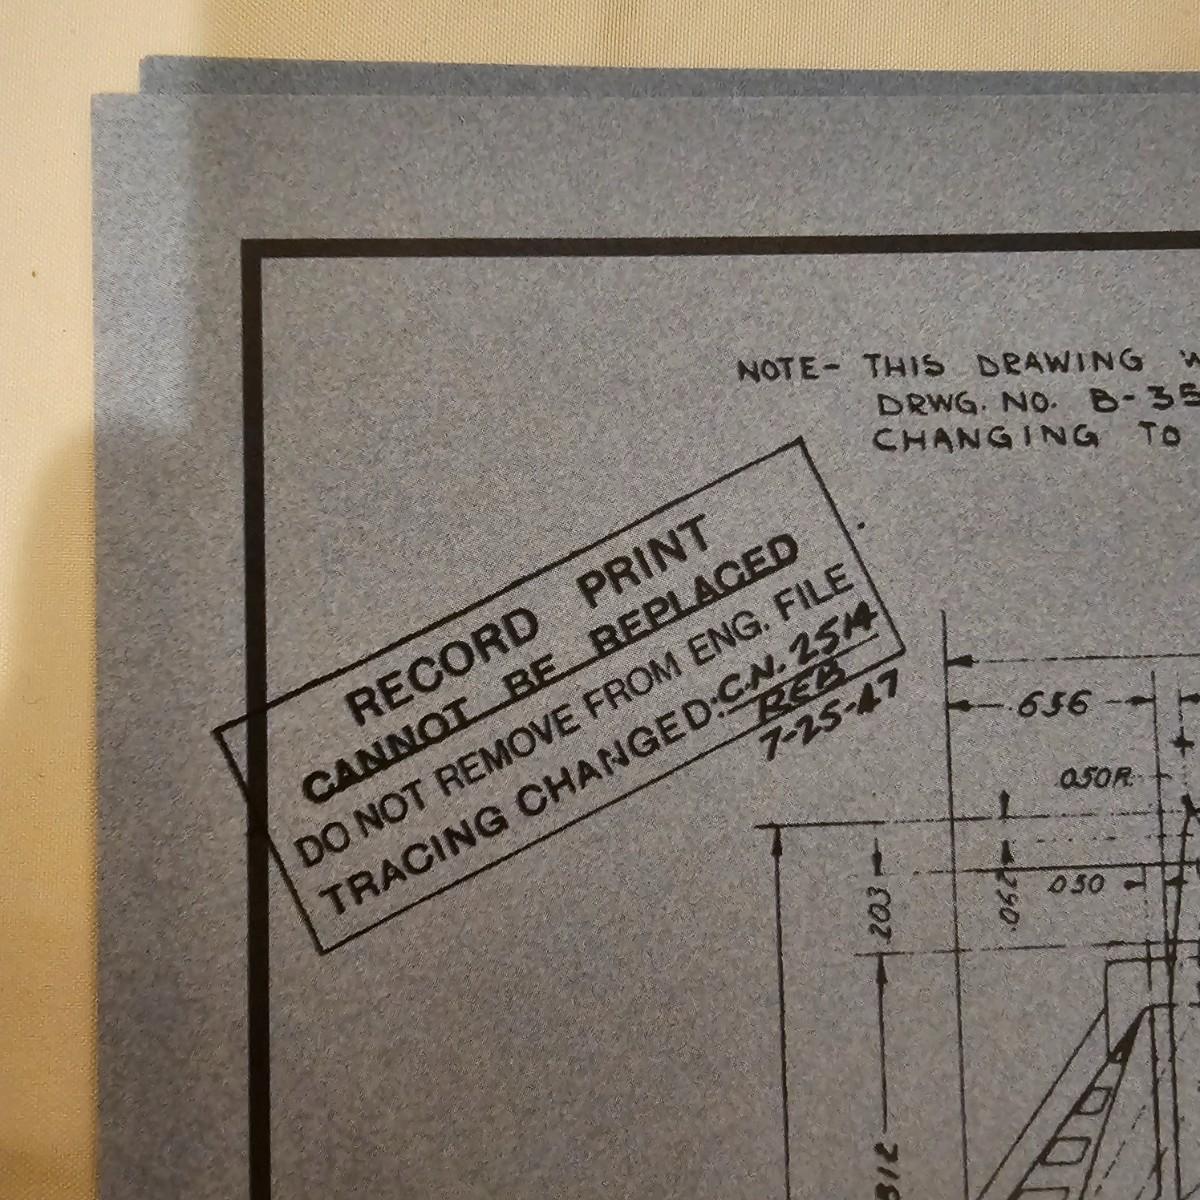 NOTE- THIS DRAWING
DRWG. NO. B-35
CHANGING TO
RECORD PRINT
CANNOT BE REPLACED
DO NOT REMOVE FROM ENG. FILE
TRACING CHANGED: C.N. 2514
REB
7-25-47
.656
.050R.
.203
.062
.050